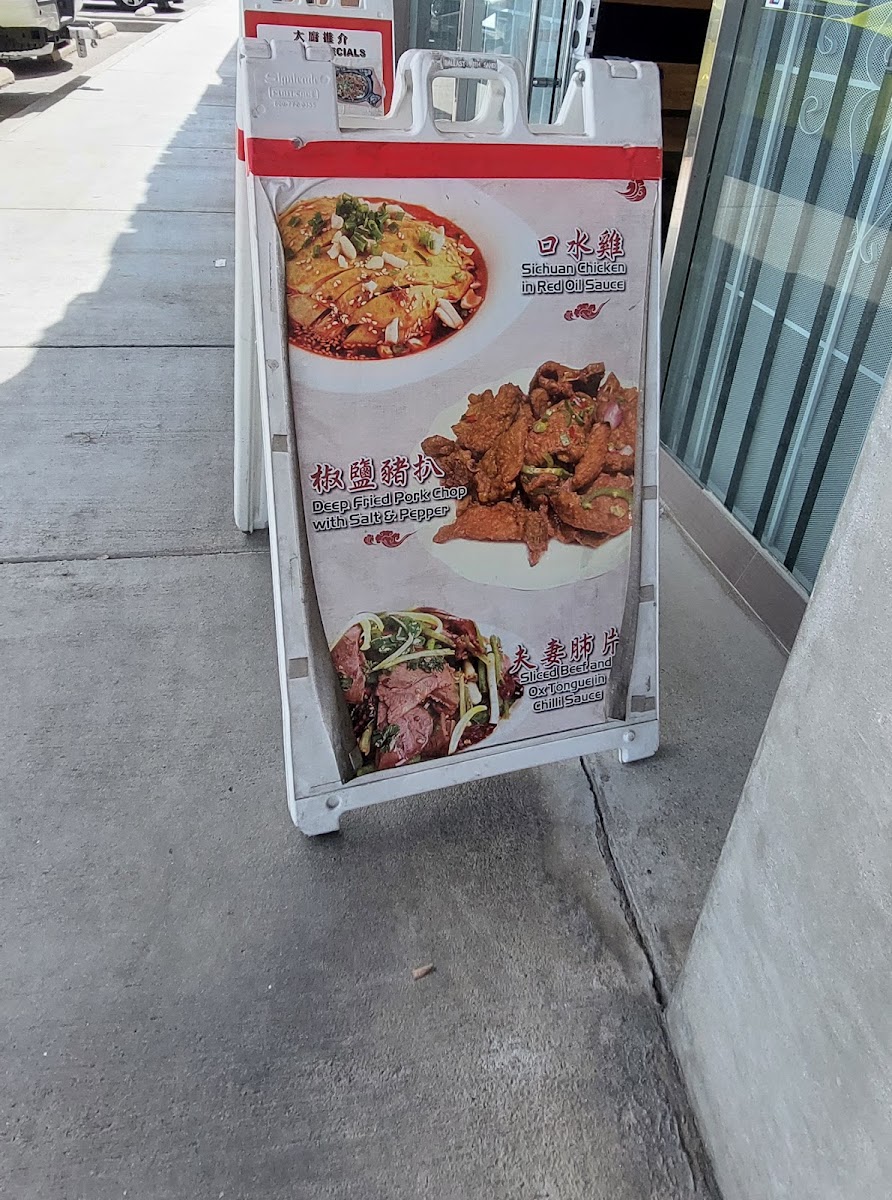 大廚推介
CIALS
口水雞
Sichuan Chicken
in Red Oil Sauce
椒鹽豬扒
Deep Fried Pork Chop
with Salt & Pepper
夫妻肺片
Sliced Beef and
Ox Tongue in
Chilli Sauce